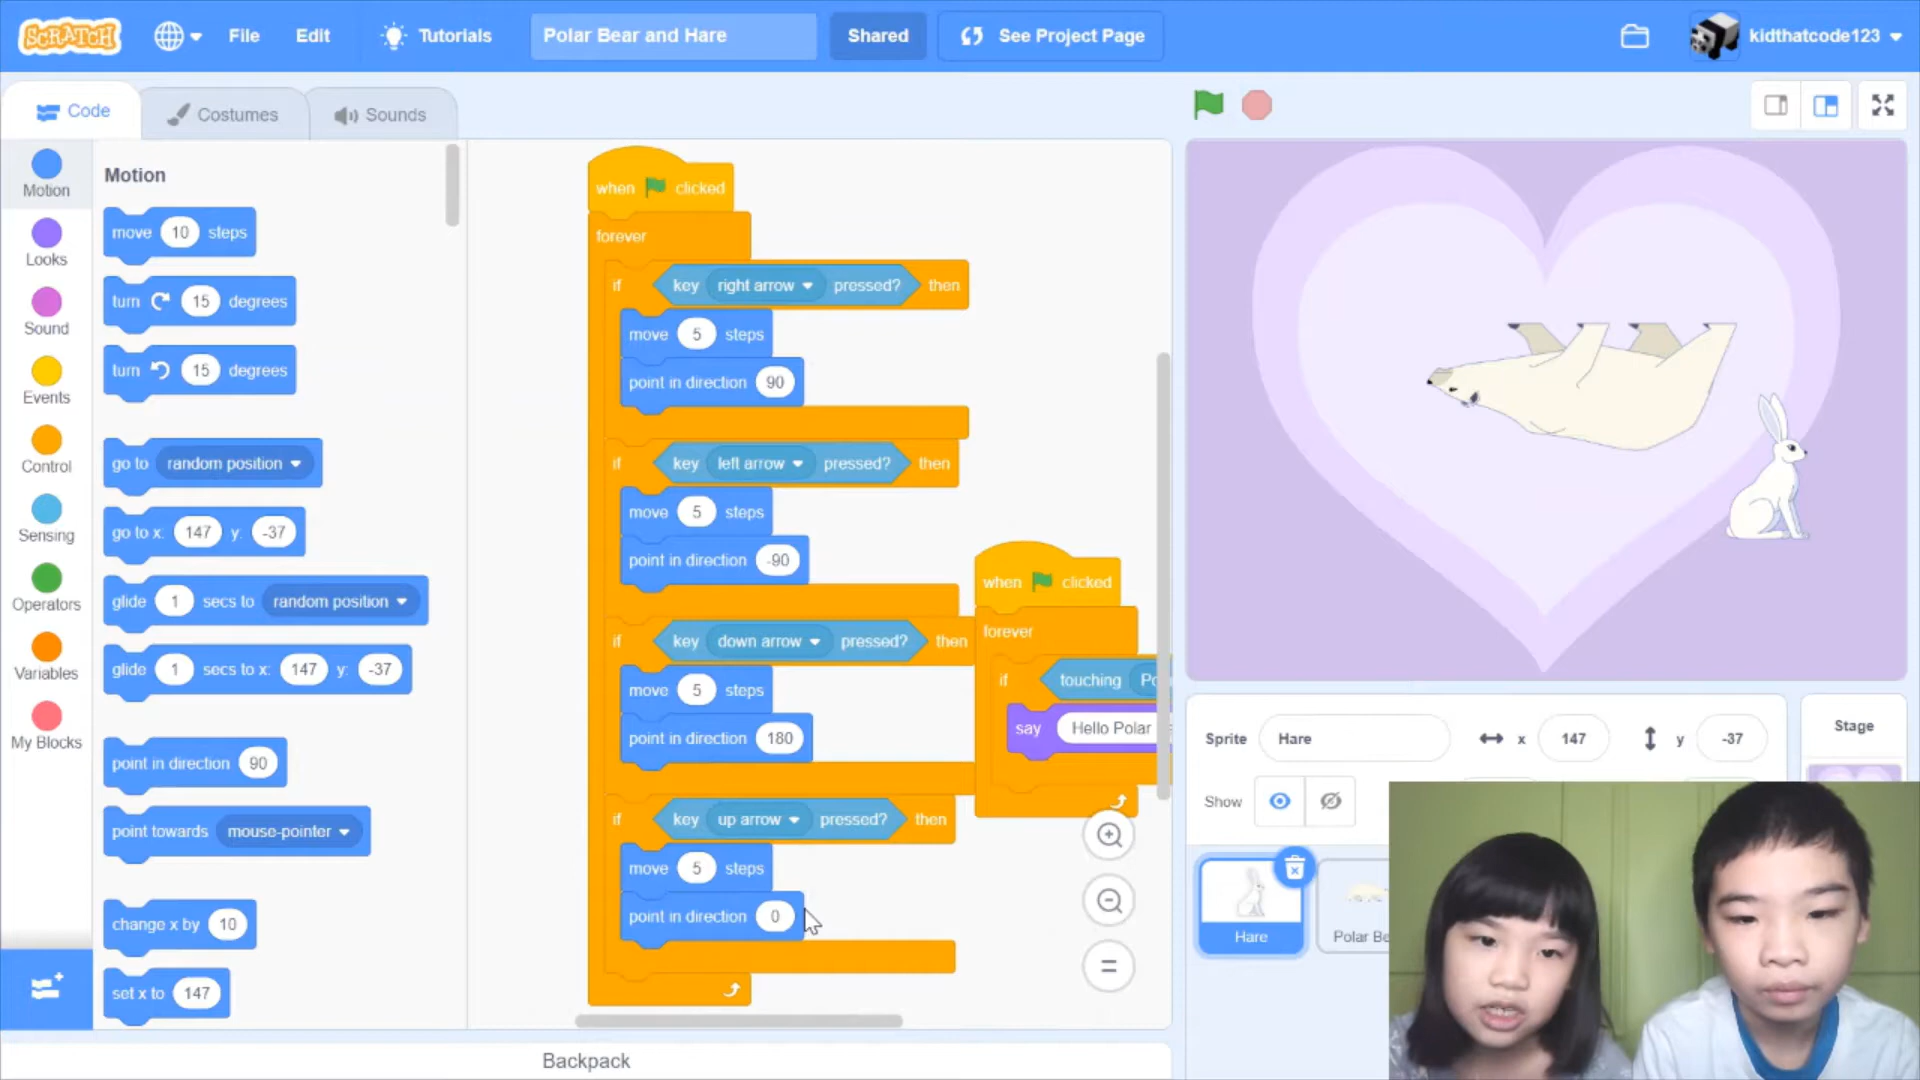 SCRATCH
File
Edit
Tutorials
Polar Bear and Hare
Shared
See Project Page
kidthatcode123
Code
Costumes
Sounds
Motion
Looks
Sound
Events
Control
Sensing
Operators
Variables
My Blocks
Motion
move 10 steps
turn 15 degrees
turn 15 degrees
go to random position
go to x: 147 y: -37
glide 1 secs to random position
glide 1 secs to x: 147 y: -37
point in direction 90
point towards mouse-pointer
change x by 10
set x to 147
when clicked
forever
if key right arrow pressed? then
move 5 steps
point in direction 90
if key left arrow pressed? then
move 5 steps
point in direction -90
if key down arrow pressed? then
move 5 steps
point in direction 180
if key up arrow pressed? then
move 5 steps
point in direction 0
when clicked
forever
if touching Po
say Hello Polar
Backpack
Sprite Hare x 147 y -37
Show
Hare
Polar Be
Stage